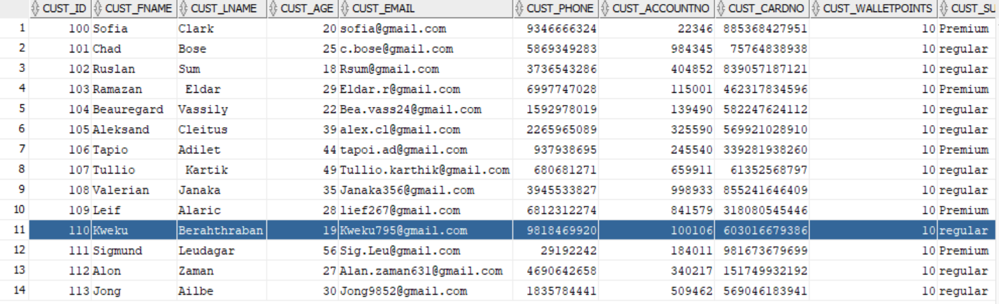 CUST_ID CUST_FNAME CUST_LNAME CUST_AGE CUST_EMAIL CUST_PHONE CUST_ACCOUNTNO CUST_CARDNO CUST_WALLETPOINTS CUST_SU
1 100 Sofia Clark 20 sofia@gmail.com 9346666324 22346 885368427951 10 Premium
2 101 Chad Bose 25 c.bose@gmail.com 5869349283 984345 75764838938 10 regular
3 102 Ruslan Sum 18 Rsum@gmail.com 3736543286 404852 839057187121 10 regular
4 103 Ramazan Eldar 29 Eldar.r@gmail.com 6997747028 115001 462317834596 10 Premium
5 104 Beauregard Vassily 22 Bea.vass24@gmail.com 1592978019 139490 582247624112 10 regular
6 105 Aleksand Cleitus 39 alex.cl@gmail.com 2265965089 325590 569921028910 10 regular
7 106 Tapio Adilet 44 tapoi.ad@gmail.com 937938695 245540 339281938260 10 Premium
8 107 Tullio Kartik 49 Tullio.karthik@gmail.com 680681271 659911 61352568797 10 regular
9 108 Valerian Janaka 35 Janaka356@gmail.com 3945533827 998933 855241646409 10 regular
10 109 Leif Alaric 28 lief267@gmail.com 6812312274 841579 318080545446 10 Premium
11 110 Kweku Berahthraban 19 Kweku795@gmail.com 9818469920 100106 603016679386 10 regular
12 111 Sigmund Leudagar 56 Sig.Leu@gmail.com 29192242 184011 981673679699 10 Premium
13 112 Alon Zaman 27 Alan.zaman631@gmail.com 4690642658 340217 151749932192 10 regular
14 113 Jong Ailbe 30 Jong9852@gmail.com 1835784441 509462 569046183941 10 regular